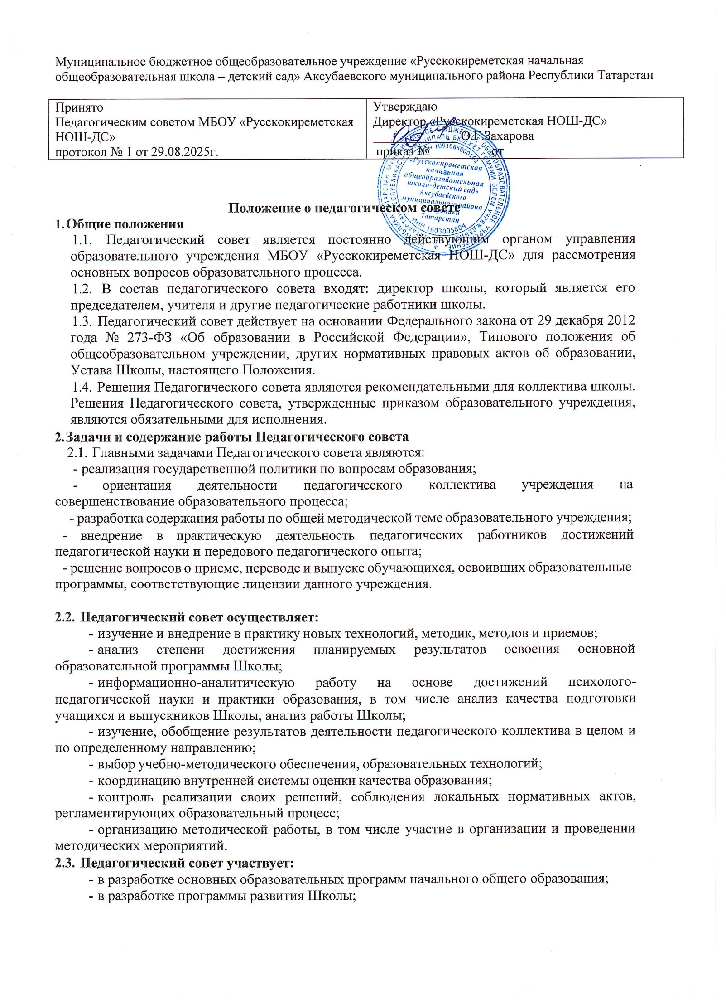 Муниципальное бюджетное общеобразовательное учреждение «Русскокиреметская начальная
общеобразовательная школа – детский сад» Аксубаевского муниципального района Республики Татарстан
Принято
Педагогическим советом МБОУ «Русскокиреметская
НОШ-ДС»
протокол № 1 от 29.08.2025г.
Утверждаю
Директор «Русскокиреметская НОШ-ДС»
О.Г.Захарова
приказ № от
1091665000162
«Русскокиреметская
начальная
общеобразовательная
школа-детский сад»
Аксубаевского
муниципального района
Республики
Татарстан
ИНН 1603005804
Положение о педагогическом совете
1. Общие положения
1.1. Педагогический совет является постоянно действующим органом управления
образовательного учреждения МБОУ «Русскокиреметская НОШ-ДС» для рассмотрения
основных вопросов образовательного процесса.
1.2. В состав педагогического совета входят: директор школы, который является его
председателем, учителя и другие педагогические работники школы.
1.3. Педагогический совет действует на основании Федерального закона от 29 декабря 2012
года № 273-ФЗ «Об образовании в Российской Федерации», Типового положения об
общеобразовательном учреждении, других нормативных правовых актов об образовании,
Устава Школы, настоящего Положения.
1.4. Решения Педагогического совета являются рекомендательными для коллектива школы.
Решения Педагогического совета, утвержденные приказом образовательного учреждения,
являются обязательными для исполнения.
2. Задачи и содержание работы Педагогического совета
2.1. Главными задачами Педагогического совета являются:
- реализация государственной политики по вопросам образования;
- ориентация деятельности педагогического коллектива учреждения на
совершенствование образовательного процесса;
- разработка содержания работы по общей методической теме образовательного учреждения;
- внедрение в практическую деятельность педагогических работников достижений
педагогической науки и передового педагогического опыта;
- решение вопросов о приеме, переводе и выпуске обучающихся, освоивших образовательные
программы, соответствующие лицензии данного учреждения.
2.2. Педагогический совет осуществляет:
- изучение и внедрение в практику новых технологий, методик, методов и приемов;
- анализ степени достижения планируемых результатов освоения основной
образовательной программы Школы;
- информационно-аналитическую работу на основе достижений психолого-
педагогической науки и практики образования, в том числе анализ качества подготовки
учащихся и выпускников Школы, анализ работы Школы;
- изучение, обобщение результатов деятельности педагогического коллектива в целом и
по определенному направлению;
- выбор учебно-методического обеспечения, образовательных технологий;
- координацию внутренней системы оценки качества образования;
- контроль реализации своих решений, соблюдения локальных нормативных актов,
регламентирующих образовательный процесс;
- организацию методической работы, в том числе участие в организации и проведении
методических мероприятий.
2.3. Педагогический совет участвует:
- в разработке основных образовательных программ начального общего образования;
- в разработке программы развития Школы;